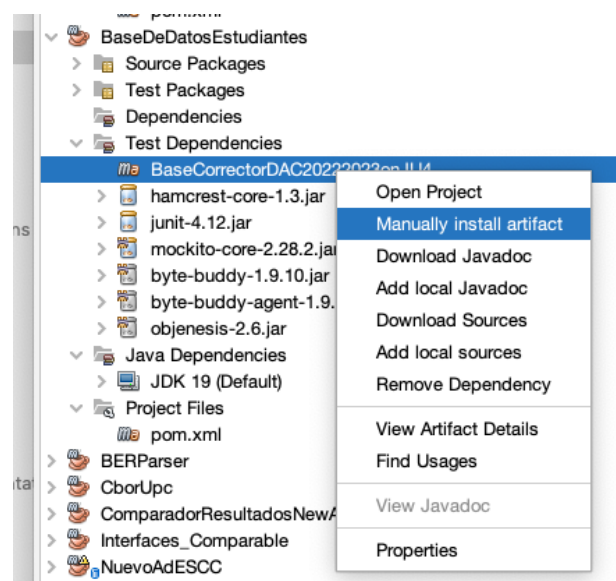 pom.xml
BaseDeDatosEstudiantes
Source Packages
Test Packages
Dependencies
Test Dependencies
BaseCorrectorDAC20222023enJU4
hamcrest-core-1.3.jar
junit-4.12.jar
mockito-core-2.28.2.ja
byte-buddy-1.9.10.jar
byte-buddy-agent-1.9.
objenesis-2.6.jar
Java Dependencies
JDK 19 (Default)
Project Files
pom.xml
BERParser
CborUpc
ComparadorResultadosNewA
Interfaces_Comparable
NuevoAdESCC
ns
ta
Open Project
Manually install artifact
Download Javadoc
Add local Javadoc
Download Sources
Add local sources
Remove Dependency
View Artifact Details
Find Usages
View Javadoc
Properties